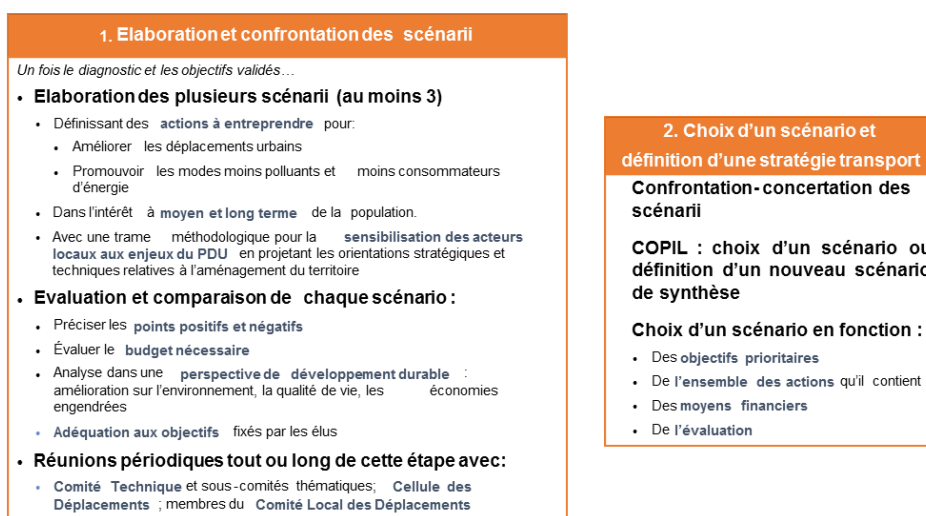 1. Elaboration et confrontation des scénarii
Un fois le diagnostic et les objectifs validés…
• Elaboration des plusieurs scénarii (au moins 3)
• Définissant des actions à entreprendre pour:
• Améliorer les déplacements urbains
• Promouvoir les modes moins polluants et moins consommateurs
d’énergie
• Dans l’intérêt à moyen et long terme de la population.
• Avec une trame méthodologique pour la sensibilisation des acteurs
locaux aux enjeux du PDU en projetant les orientations stratégiques et
techniques relatives à l’aménagement du territoire
• Evaluation et comparaison de chaque scénario :
• Préciser les points positifs et négatifs
• Évaluer le budget nécessaire
• Analyse dans une perspective de développement durable :
amélioration sur l’environnement, la qualité de vie, les économies
engendrées
• Adéquation aux objectifs fixés par les élus
• Réunions périodiques tout ou long de cette étape avec:
• Comité Technique et sous-comités thématiques; Cellule des
Déplacements ; membres du Comité Local des Déplacements
2. Choix d’un scénario et
définition d’une stratégie transport
Confrontation-concertation des
scénarii
COPIL : choix d’un scénario ou
définition d’un nouveau scénario
de synthèse
Choix d’un scénario en fonction :
• Des objectifs prioritaires
• De l’ensemble des actions qu’il contient
• Des moyens financiers
• De l’évaluation